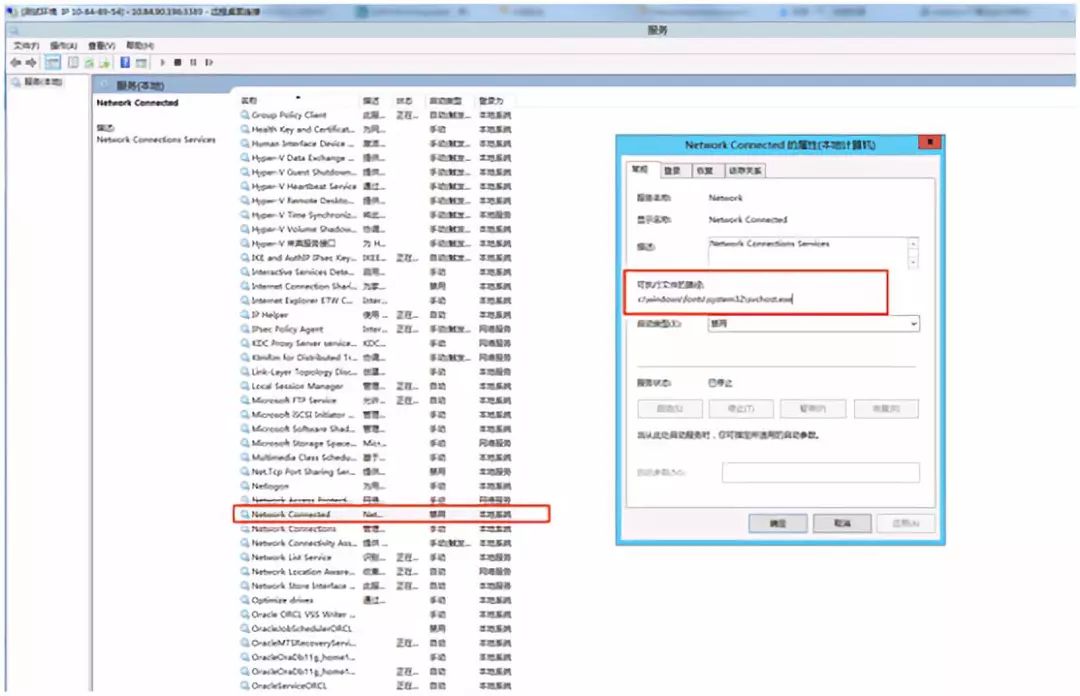 (测试环境 IP 10-84-89-54) - 10.84.90.196:3389 - 远程桌面连接
服务
文件(F) 操作(A) 查看(V) 帮助(H)
服务(本地)
服务(本地)
Network Connected
描述:
Network Connections Services
名称 描述 状态 启动类型 登录为
Group Policy Client 此服... 正在... 自动(触发... 本地系统
Health Key and Certificat... 为网... 手动 本地系统
Human Interface Device ... 手动(触发... 本地系统
Hyper-V Data Exchange ... 提供... 手动(触发... 本地系统
Hyper-V Guest Shutdown... 提供... 手动(触发... 本地系统
Hyper-V Heartbeat Service 通过... 手动(触发... 本地系统
Hyper-V Remote Deskto... 提供... 手动(触发... 本地系统
Hyper-V Time Synchroniz... 将此... 手动(触发... 本地服务
Hyper-V Volume Shadow... 协调... 手动(触发... 本地系统
Hyper-V 来宾服务接口 为 H... 手动(触发... 本地系统
IKE and AuthIP IPsec Key... IKEE... 正在... 自动(触发... 本地系统
Interactive Services Dete... 启用... 手动 本地系统
Internet Connection Shari... 为家... 禁用 本地系统
Internet Explorer ETW C... Inter... 手动 本地系统
IP Helper 使用 ... 正在... 自动 本地系统
IPsec Policy Agent Inter... 正在... 手动(触发... 网络服务
KDC Proxy Server service... KDC... 手动 网络服务
KtmRm for Distributed Tr... 协调... 手动(触发... 网络服务
Link-Layer Topology Disc... 创建... 手动 本地服务
Local Session Manager 管理... 正在... 自动 本地系统
Microsoft FTP Service 允许... 正在... 自动 本地系统
Microsoft iSCSI Initiator ... 管理... 手动 本地系统
Microsoft Software Shad... 管理... 手动 本地系统
Microsoft Storage Space... Micr... 手动 网络服务
Multimedia Class Schedu... 基于... 手动 本地系统
Net.Tcp Port Sharing Ser... 提供... 禁用 本地服务
Netlogon 为用... 手动 本地系统
Network Access Protect... 网络... 手动 网络服务
Network Connected Net... 禁用 本地系统
Network Connections 管理... 手动 本地系统
Network Connectivity Ass... 提供 ... 手动(触发... 本地系统
Network List Service 识别... 正在... 手动 本地服务
Network Location Aware... 收集... 正在... 自动 网络服务
Network Store Interface ... 此服... 正在... 自动 本地服务
Optimize drives 通过... 手动 本地系统
Oracle ORCL VSS Writer ... 手动 本地系统
OracleJobSchedulerORCL 禁用 本地系统
OracleMTSRecoveryServi... 正在... 自动 本地系统
OracleOraDb11g_home1... 手动 本地系统
OracleOraDb11g_home1... 正在... 自动 本地系统
OracleServiceORCL 正在... 自动 本地系统
Network Connected 的属性(本地计算机)
常规 登录 恢复 依存关系
服务名称: Network
显示名称: Network Connected
描述: Network Connections Services
可执行文件的路径:
c:\windows\fonts\system32\svchost.exe
启动类型(E): 禁用
服务状态: 已停止
启动(S) 停止(T) 暂停(P) 恢复(R)
当从此处启动服务时，你可指定所适用的启动参数。
启动参数(M):
确定 取消 应用(A)